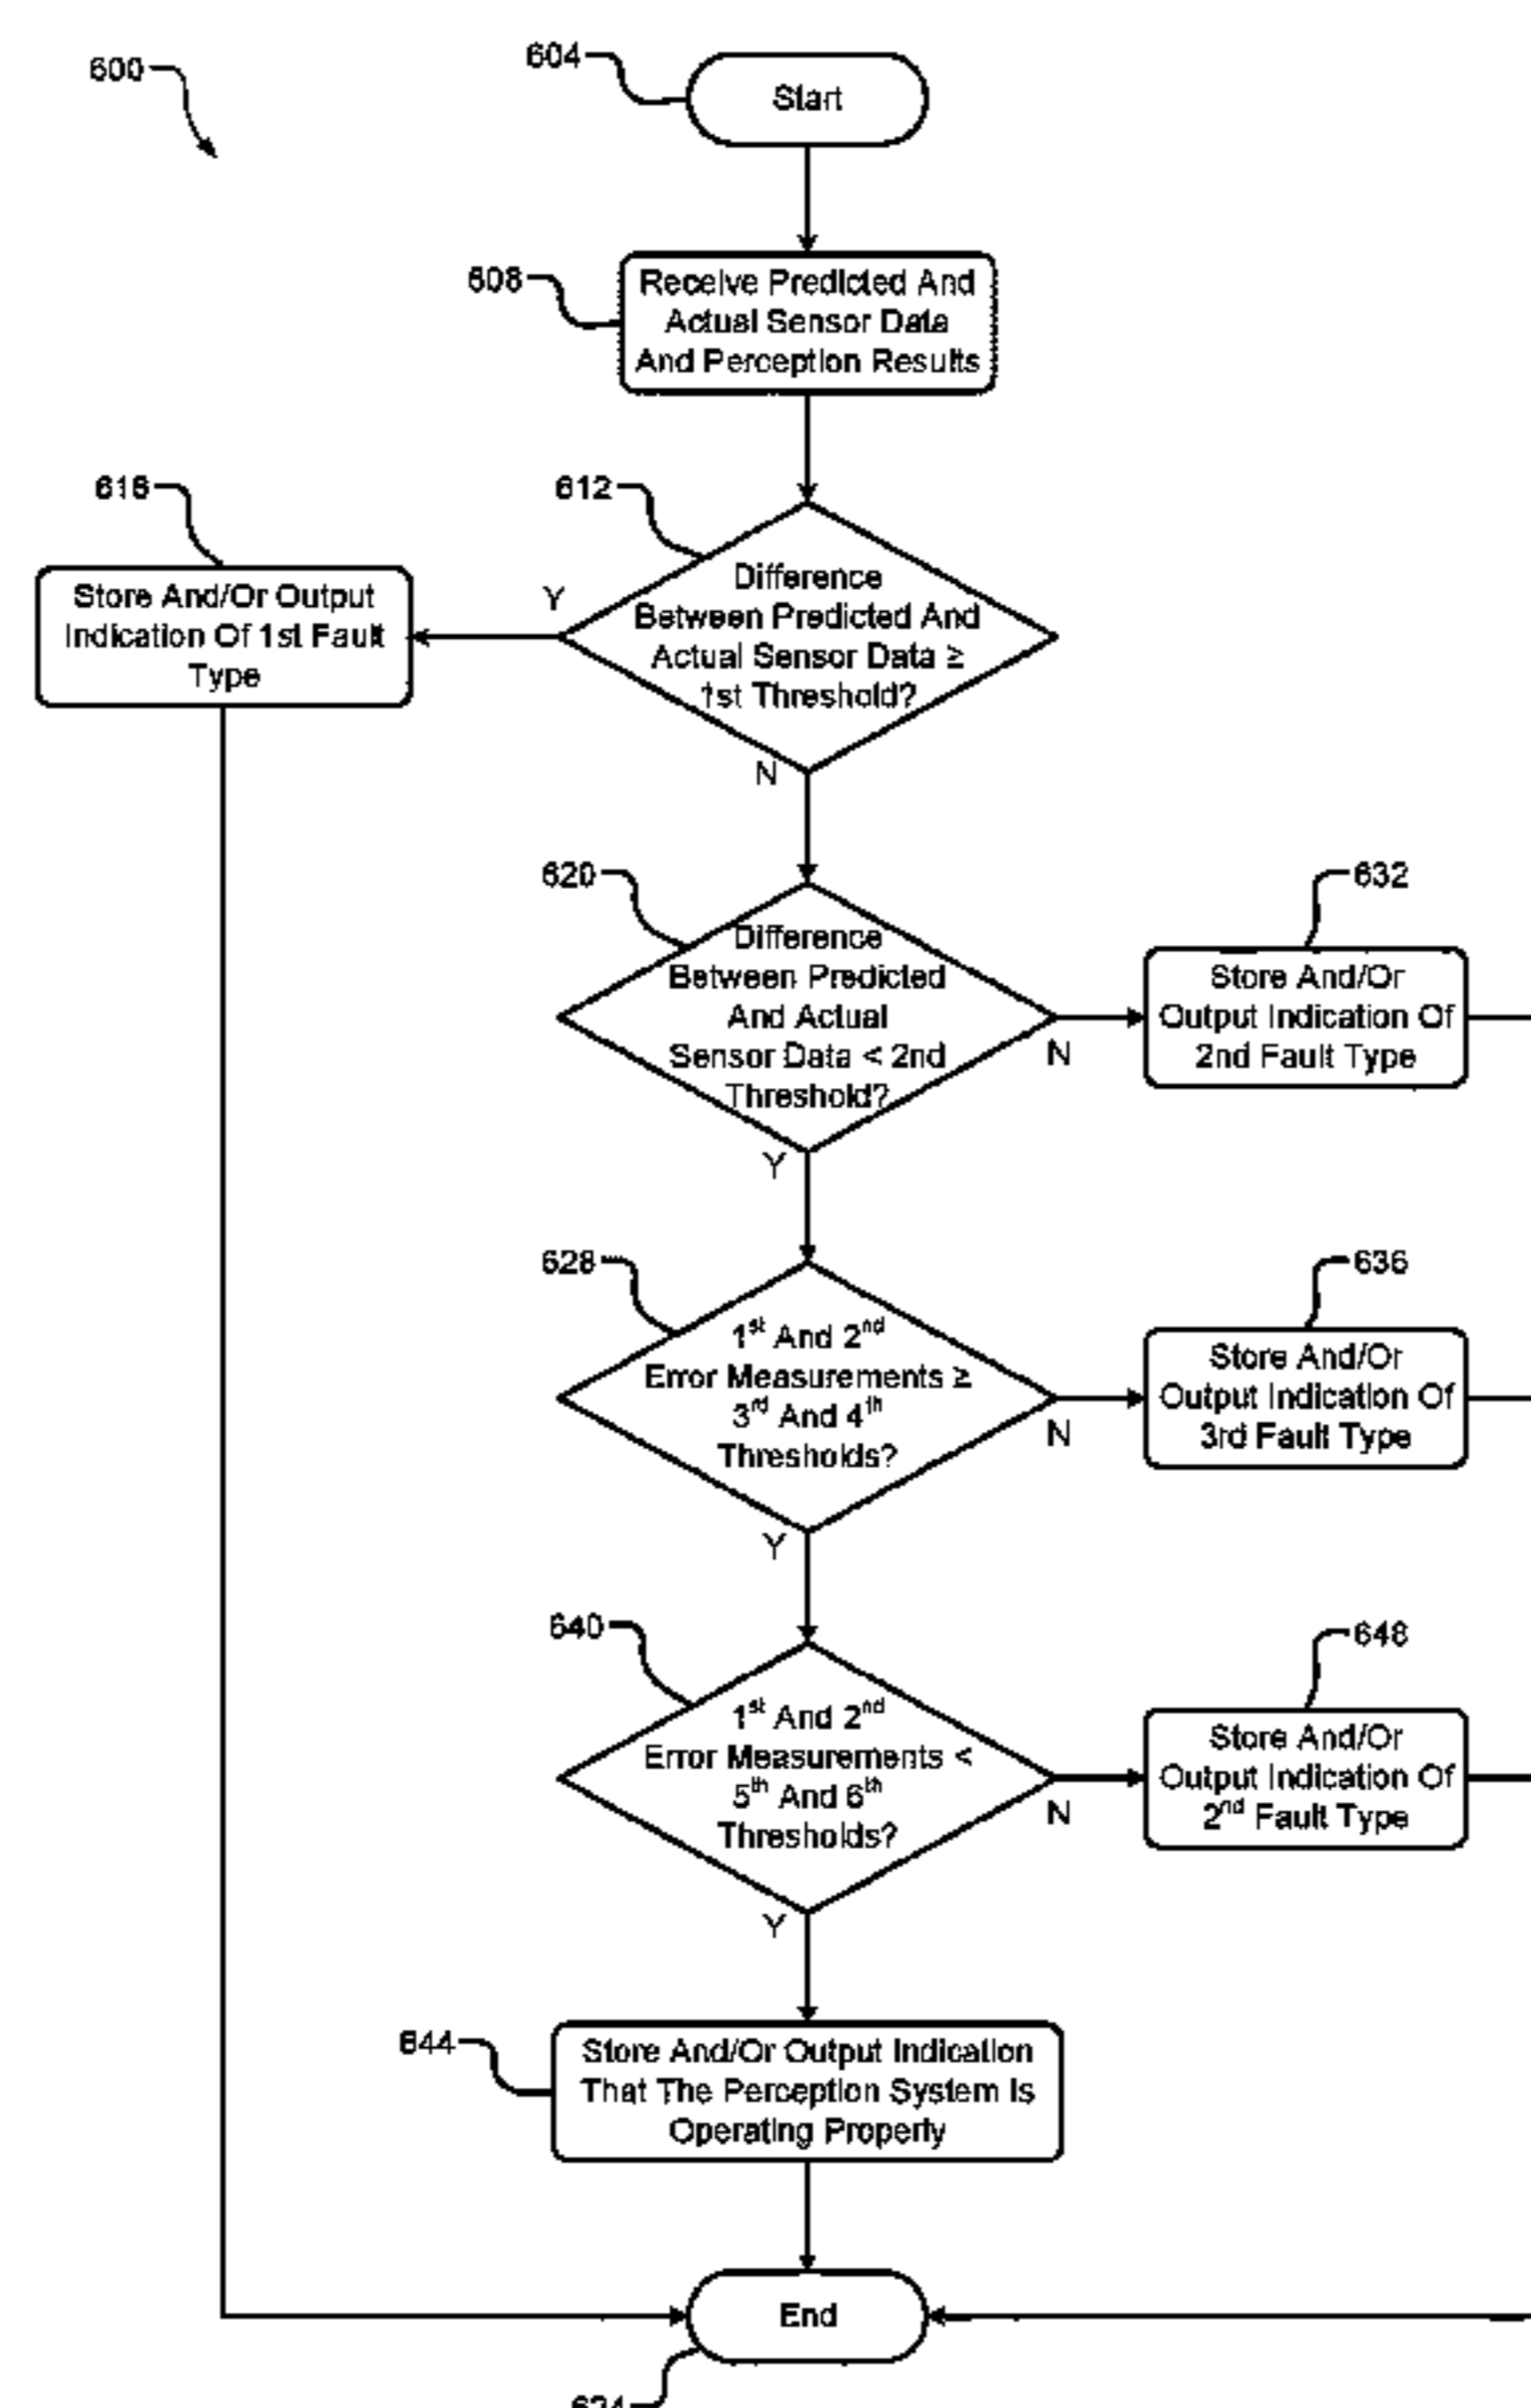 600
604
Start
608
Receive Predicted And
Actual Sensor Data
And Perception Results
616
612
Store And/Or Output
Indication Of 1st Fault
Type
Y
Difference
Between Predicted And
Actual Sensor Data ≥
1st Threshold?
N
620
632
Difference
Between Predicted
And Actual
Sensor Data < 2nd
Threshold?
N
Store And/Or
Output Indication Of
2nd Fault Type
Y
628
636
1st And 2nd
Error Measurements ≥
3rd And 4th
Thresholds?
N
Store And/Or
Output Indication Of
3rd Fault Type
Y
640
648
1st And 2nd
Error Measurements <
5th And 6th
Thresholds?
N
Store And/Or
Output Indication Of
2nd Fault Type
Y
644
Store And/Or Output Indication
That The Perception System Is
Operating Properly
End
624